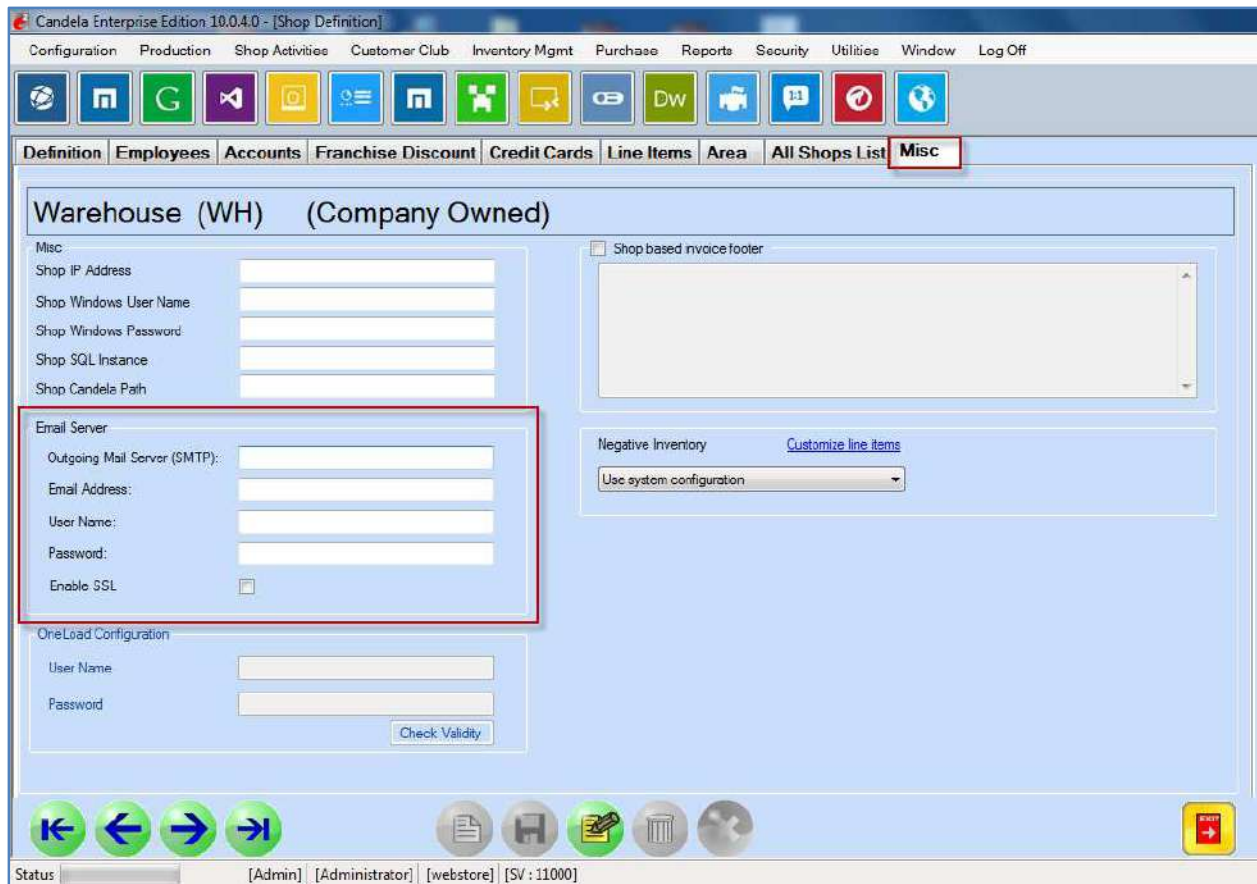 Candela Enterprise Edition 10.0.4.0 - [Shop Definition]
Configuration Production Shop Activities Customer Club Inventory Mgmt Purchase Reports Security Utilities Window Log Off
G Dw 1:1
Definition Employees Accounts Franchise Discount Credit Cards Line Items Area All Shops List Misc
Warehouse (WH) (Company Owned)
Misc
Shop IP Address
Shop Windows User Name
Shop Windows Password
Shop SQL Instance
Shop Candela Path
Shop based invoice footer
Email Server
Outgoing Mail Server (SMTP):
Email Address:
User Name:
Password:
Enable SSL
Negative Inventory Customize line items
Use system configuration
OneLoad Configuration
User Name
Password
Check Validity
EXIT
Status [Admin] [Administrator] [webstore] [SV : 11000]